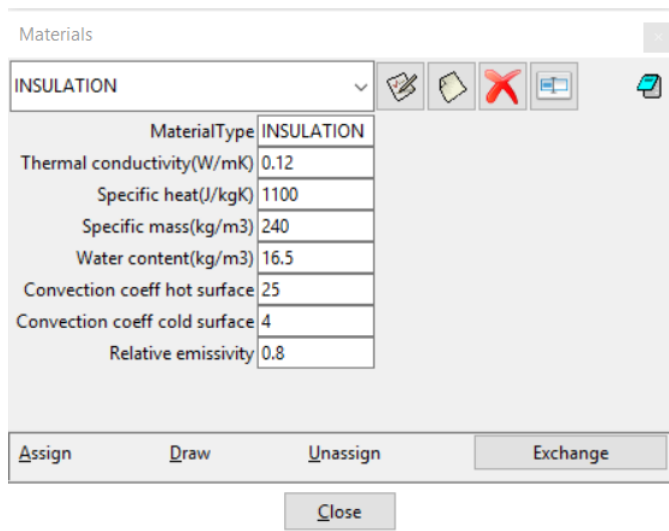 Materials
INSULATION
MaterialType INSULATION
Thermal conductivity(W/mK) 0.12
Specific heat(J/kgK) 1100
Specific mass(kg/m3) 240
Water content(kg/m3) 16.5
Convection coeff hot surface 25
Convection coeff cold surface 4
Relative emissivity 0.8
Assign Draw Unassign Exchange
Close